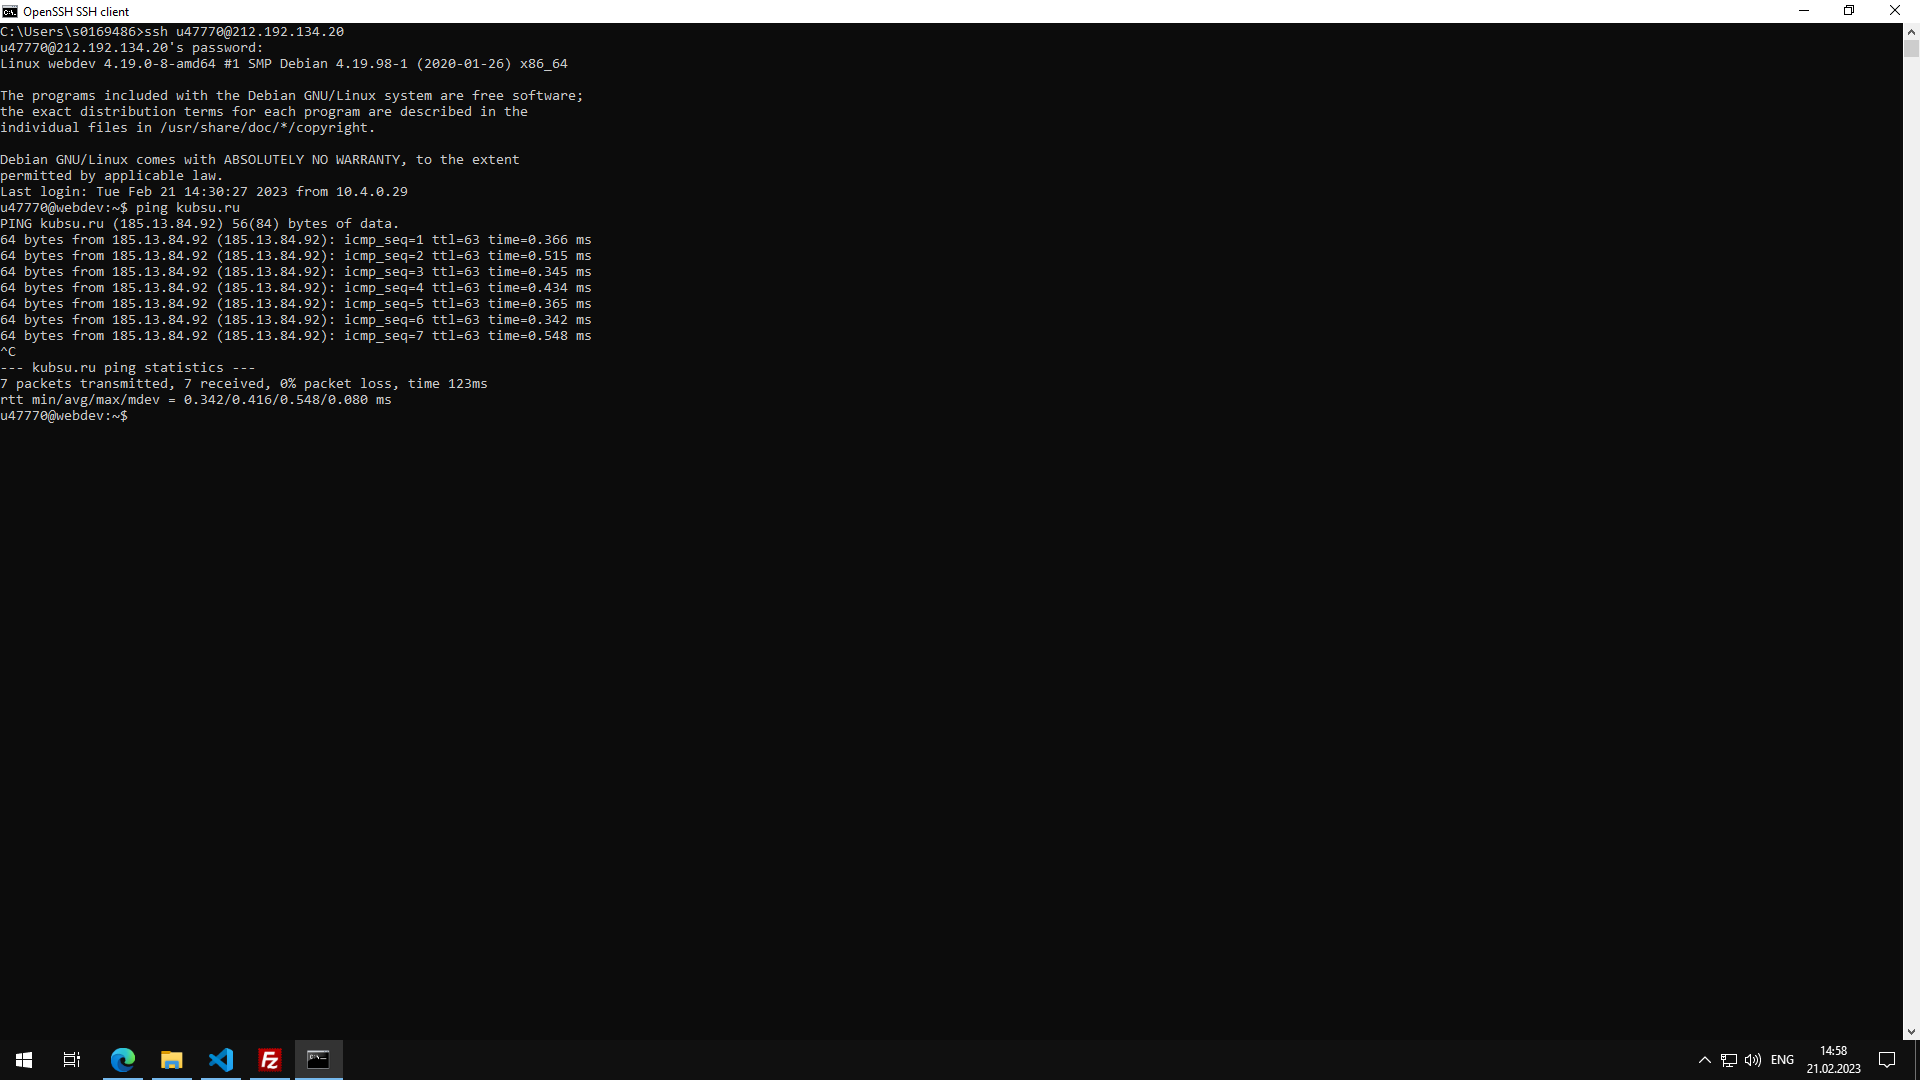 OpenSSH SSH client
C:\Users\s0169486>ssh u47770@212.192.134.20
u47770@212.192.134.20's password:
Linux webdev 4.19.0-8-amd64 #1 SMP Debian 4.19.98-1 (2020-01-26) x86_64
The programs included with the Debian GNU/Linux system are free software;
the exact distribution terms for each program are described in the
individual files in /usr/share/doc/*/copyright.
Debian GNU/Linux comes with ABSOLUTELY NO WARRANTY, to the extent
permitted by applicable law.
Last login: Tue Feb 21 14:30:27 2023 from 10.4.0.29
u47770@webdev:~$ ping kubsu.ru
PING kubsu.ru (185.13.84.92) 56(84) bytes of data.
64 bytes from 185.13.84.92 (185.13.84.92): icmp_seq=1 ttl=63 time=0.366 ms
64 bytes from 185.13.84.92 (185.13.84.92): icmp_seq=2 ttl=63 time=0.515 ms
64 bytes from 185.13.84.92 (185.13.84.92): icmp_seq=3 ttl=63 time=0.345 ms
64 bytes from 185.13.84.92 (185.13.84.92): icmp_seq=4 ttl=63 time=0.434 ms
64 bytes from 185.13.84.92 (185.13.84.92): icmp_seq=5 ttl=63 time=0.365 ms
64 bytes from 185.13.84.92 (185.13.84.92): icmp_seq=6 ttl=63 time=0.342 ms
64 bytes from 185.13.84.92 (185.13.84.92): icmp_seq=7 ttl=63 time=0.548 ms
^C
--- kubsu.ru ping statistics ---
7 packets transmitted, 7 received, 0% packet loss, time 123ms
rtt min/avg/max/mdev = 0.342/0.416/0.548/0.080 ms
u47770@webdev:~$
ENG
14:58
21.02.2023